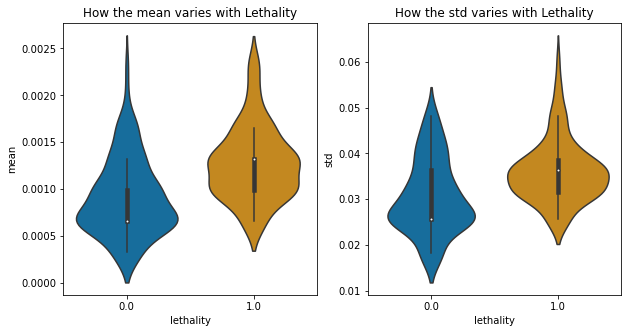 How the mean varies with Lethality
mean
0.0025
0.0020
0.0015
0.0010
0.0005
0.0000
0.0
1.0
lethality
How the std varies with Lethality
std
0.06
0.05
0.04
0.03
0.02
0.01
0.0
1.0
lethality